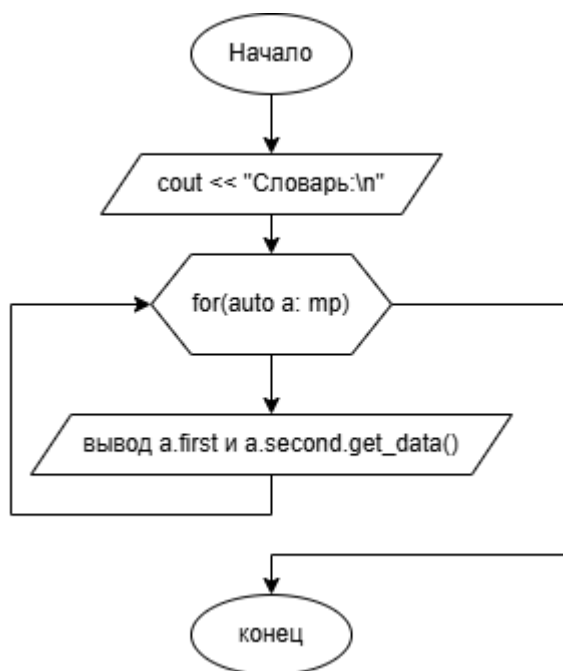 Начало
cout << "Словарь:\n"
for(auto a: mp)
вывод a.first и a.second.get_data()
конец